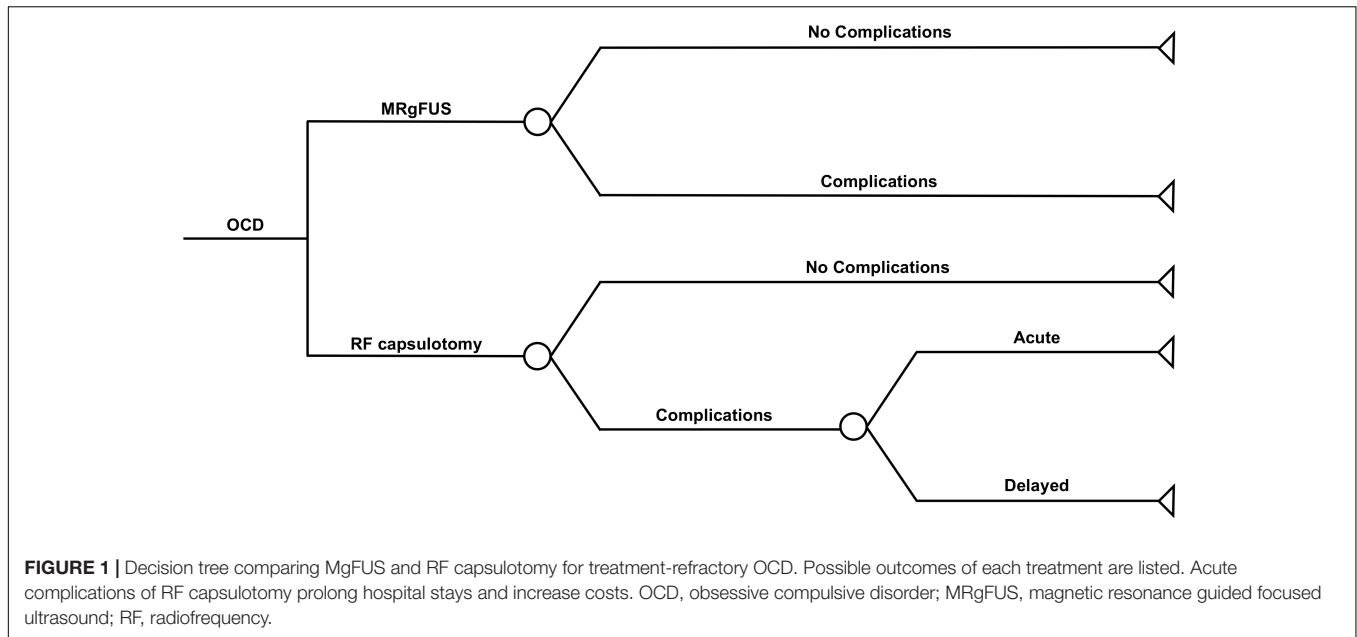 No Complications
MRgFUS
Complications
OCD
No Complications
RF capsulotomy
Acute
Complications
Delayed
FIGURE 1 | Decision tree comparing MgFUS and RF capsulotomy for treatment-refractory OCD. Possible outcomes of each treatment are listed. Acute
complications of RF capsulotomy prolong hospital stays and increase costs. OCD, obsessive compulsive disorder; MRgFUS, magnetic resonance guided focused
ultrasound; RF, radiofrequency.